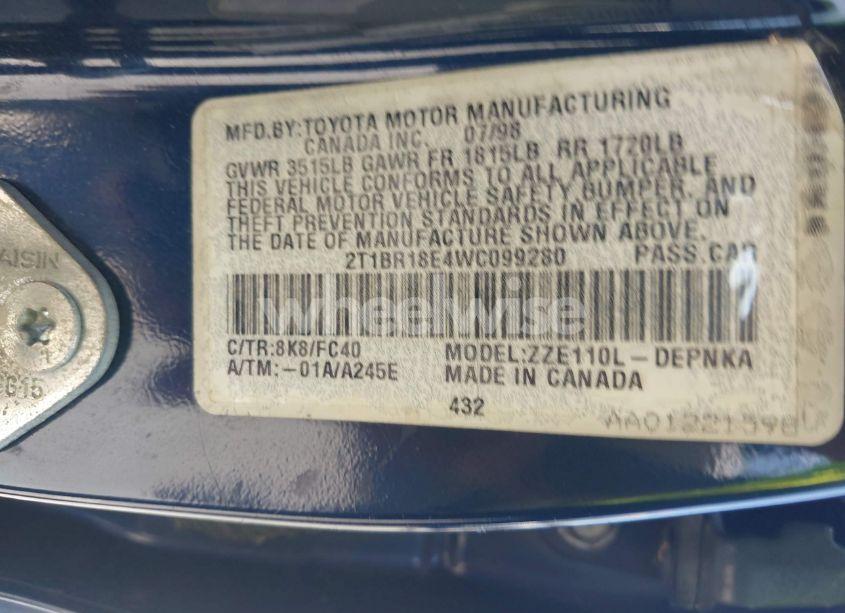 MFD.BY:TOYOTA MOTOR MANUFACTURING
CANADA INC. 07/98
GVWR 3515LB GAWR FR 1815LB RR 1720LB
THIS VEHICLE CONFORMS TO ALL APPLICABLE
FEDERAL MOTOR VEHICLE SAFETY, BUMPER, AND
THEFT PREVENTION STANDARDS IN EFFECT ON
THE DATE OF MANUFACTURE SHOWN ABOVE.
2T1BR18E4WC099280 PASS.CAR
wheelwise
C/TR:8K8/FC40 MODEL:ZZE110L-DEPNKA
A/TM:-01A/A245E MADE IN CANADA
432
AISIN